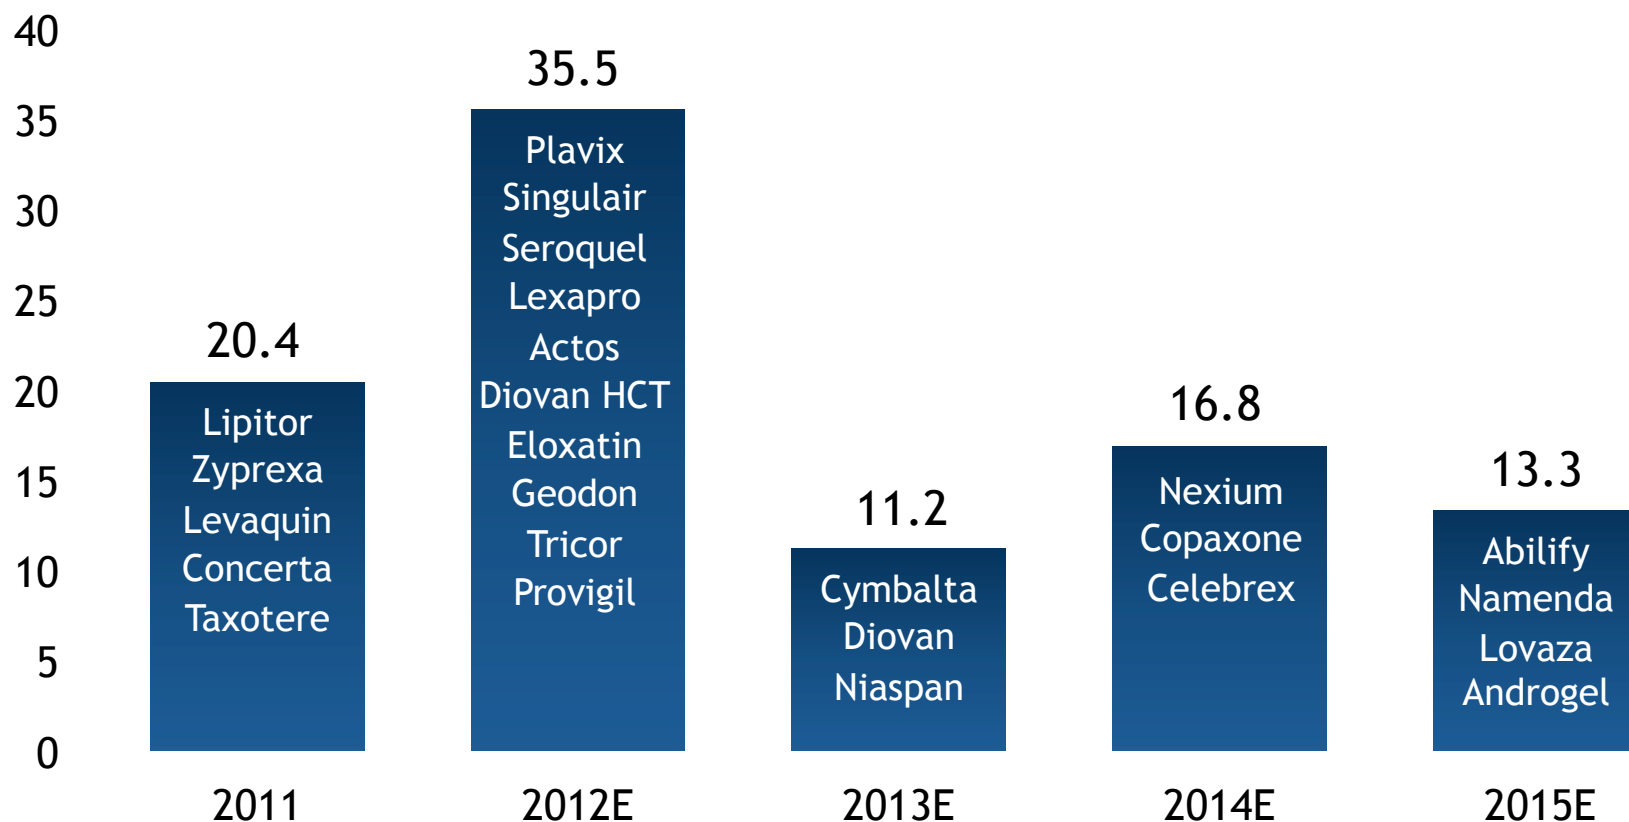 40
35
30
25
20
15
10
5
0
20.4
Lipitor
Zyprexa
Levaquin
Concerta
Taxotere
2011
35.5
Plavix
Singulair
Seroquel
Lexapro
Actos
Diovan HCT
Eloxatin
Geodon
Tricor
Provigil
2012E
11.2
Cymbalta
Diovan
Niaspan
2013E
16.8
Nexium
Copaxone
Celebrex
2014E
13.3
Abilify
Namenda
Lovaza
Androgel
2015E